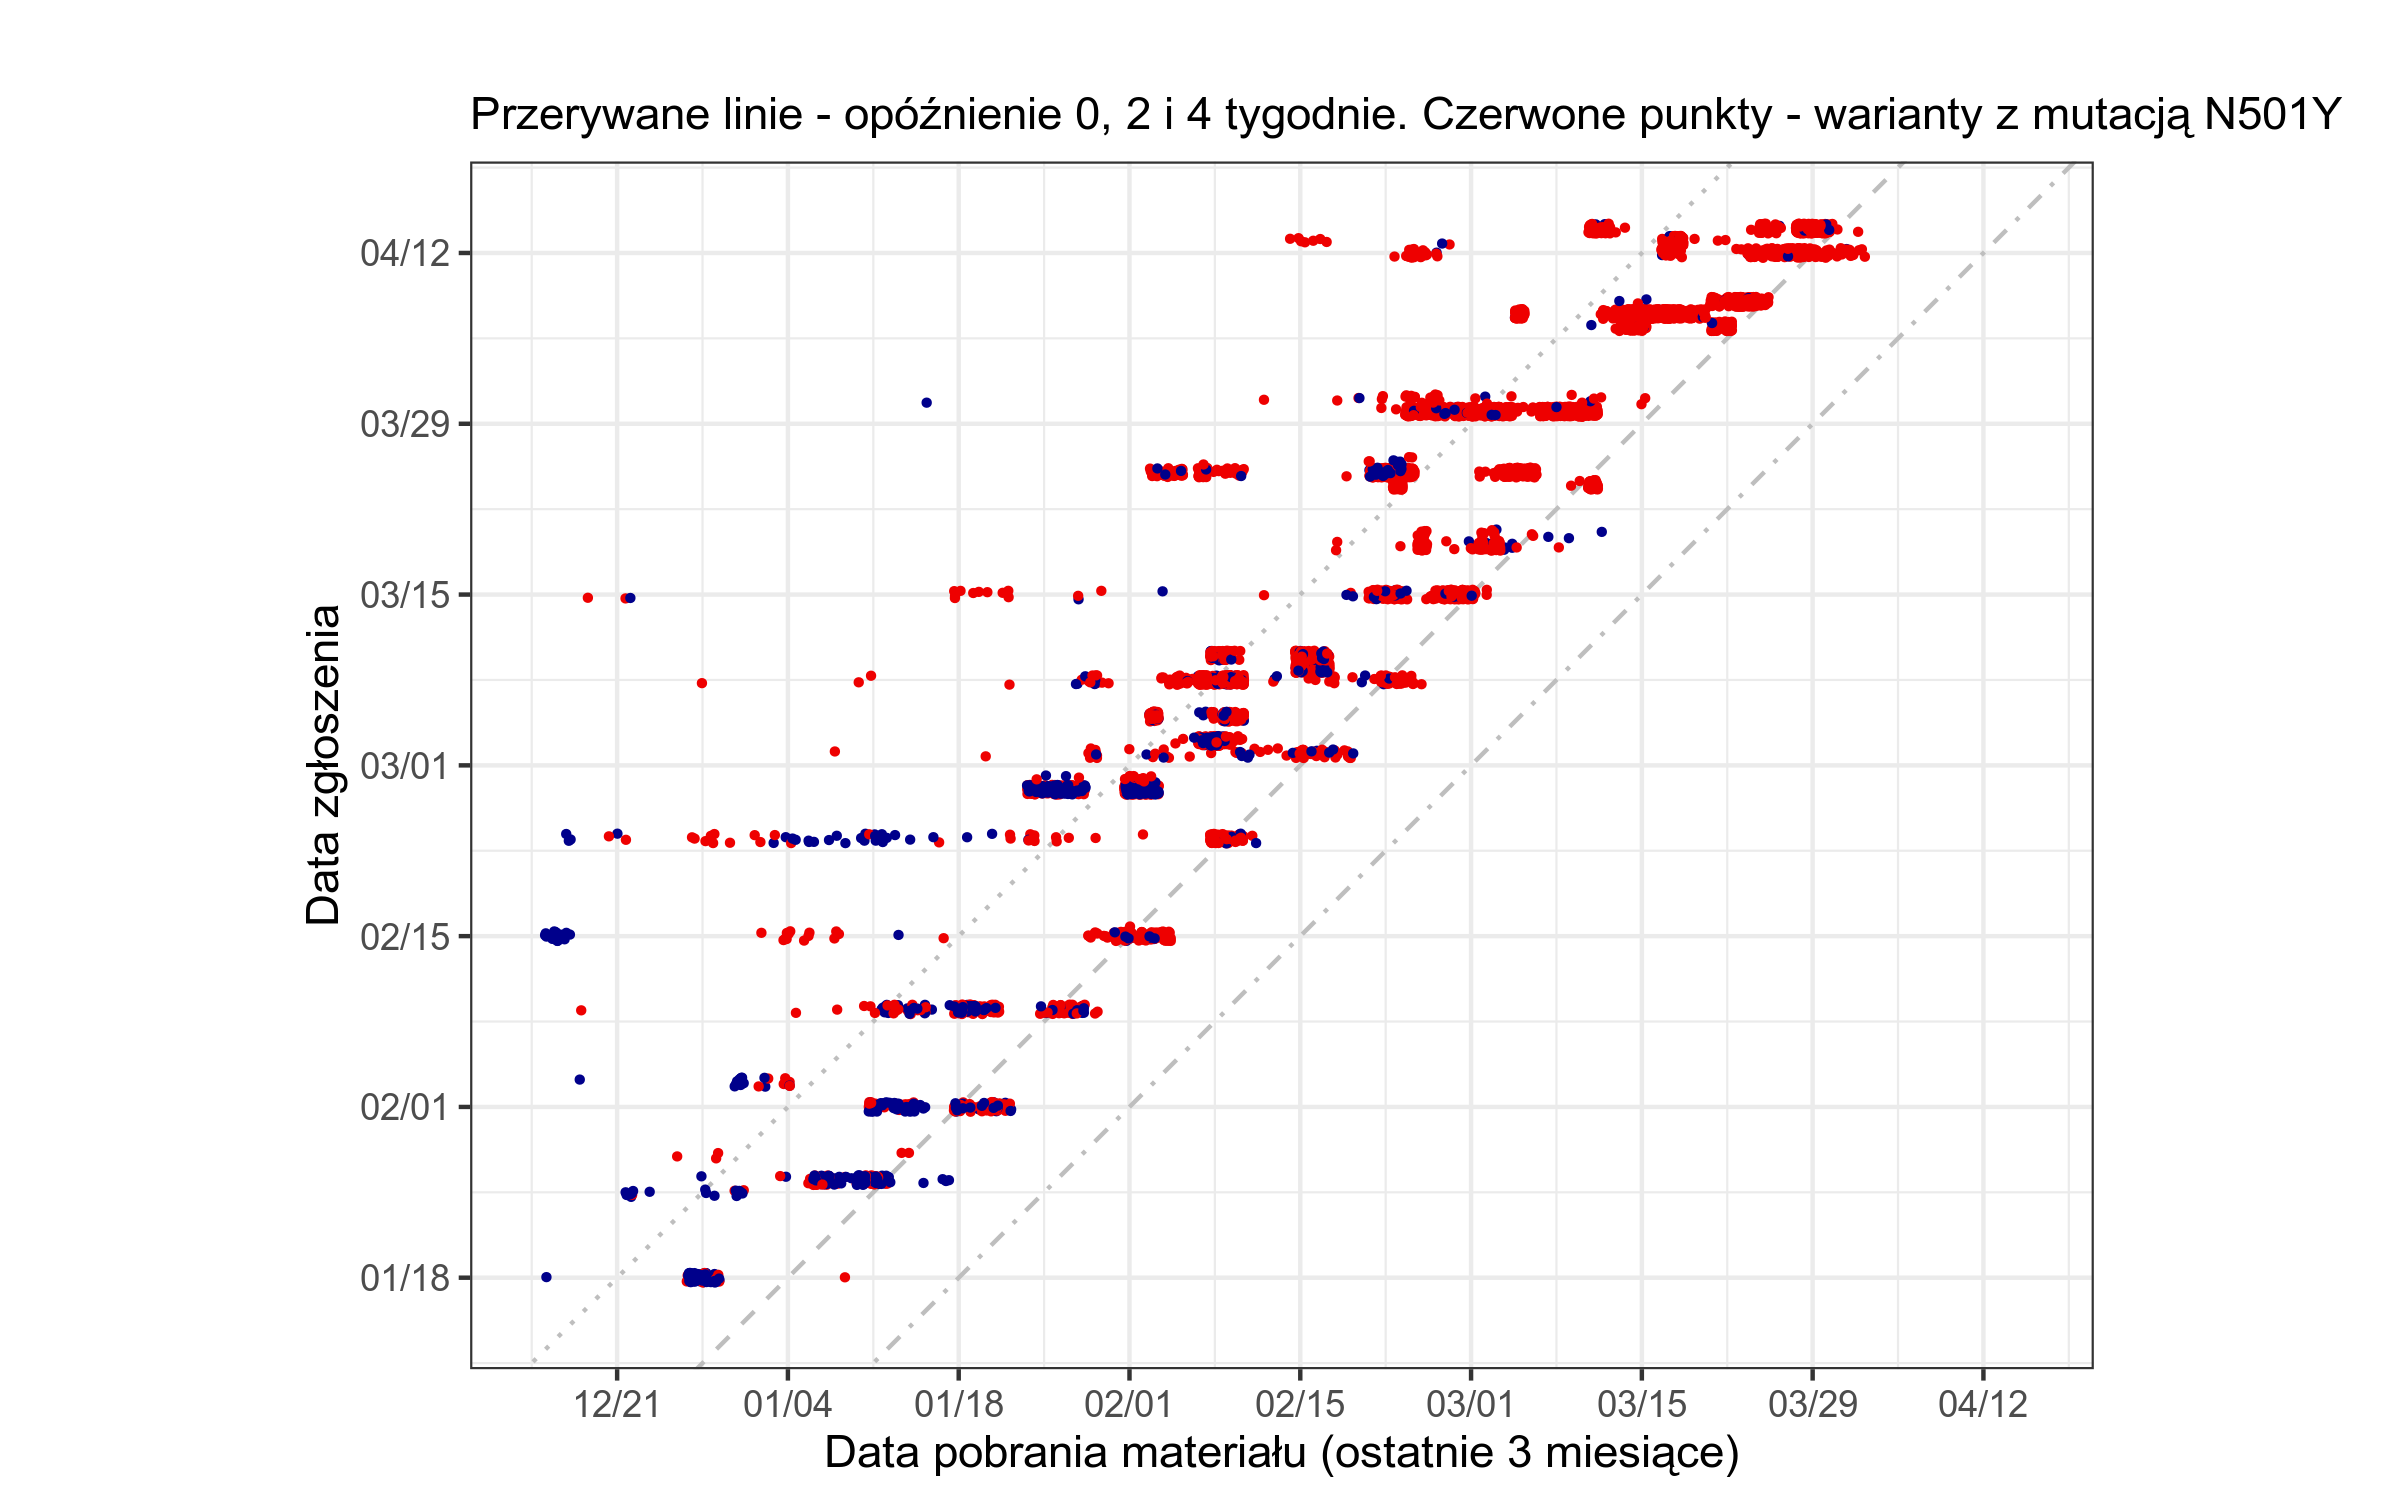 Przerywane linie - opóźnienie 0, 2 i 4 tygodnie. Czerwone punkty - warianty z mutacją N501Y
Data zgłoszenia
04/12
03/29
03/15
03/01
02/15
02/01
01/18
12/21 01/04 01/18 02/01 02/15 03/01 03/15 03/29 04/12
Data pobrania materiału (ostatnie 3 miesiące)